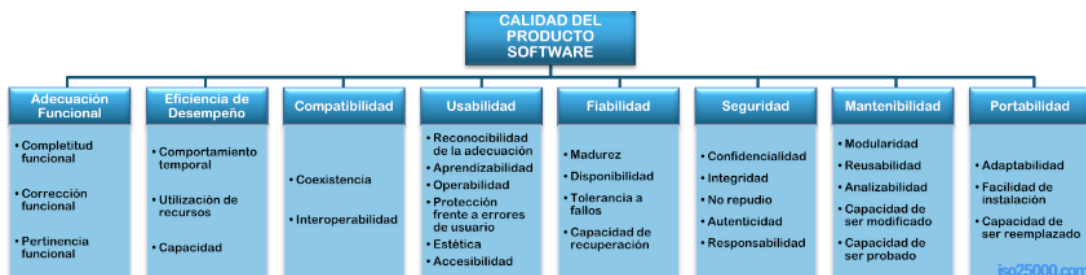 CALIDAD DEL
PRODUCTO
SOFTWARE
Adecuación
Funcional
• Completitud
funcional
• Corrección
funcional
• Pertinencia
funcional
Eficiencia de
Desempeño
• Comportamiento
temporal
• Utilización de
recursos
• Capacidad
Compatibilidad
• Coexistencia
• Interoperabilidad
Usabilidad
• Reconocibilidad
de la adecuación
• Aprendizabilidad
• Operabilidad
• Protección
frente a errores
de usuario
• Estética
• Accesibilidad
Fiabilidad
• Madurez
• Disponibilidad
• Tolerancia a
fallos
• Capacidad de
recuperación
Seguridad
• Confidencialidad
• Integridad
• No repudio
• Autenticidad
• Responsabilidad
Mantenibilidad
• Modularidad
• Reusabilidad
• Analizabilidad
• Capacidad de
ser modificado
• Capacidad de
ser probado
Portabilidad
• Adaptabilidad
• Facilidad de
instalación
• Capacidad de
ser reemplazado
iso25000.com